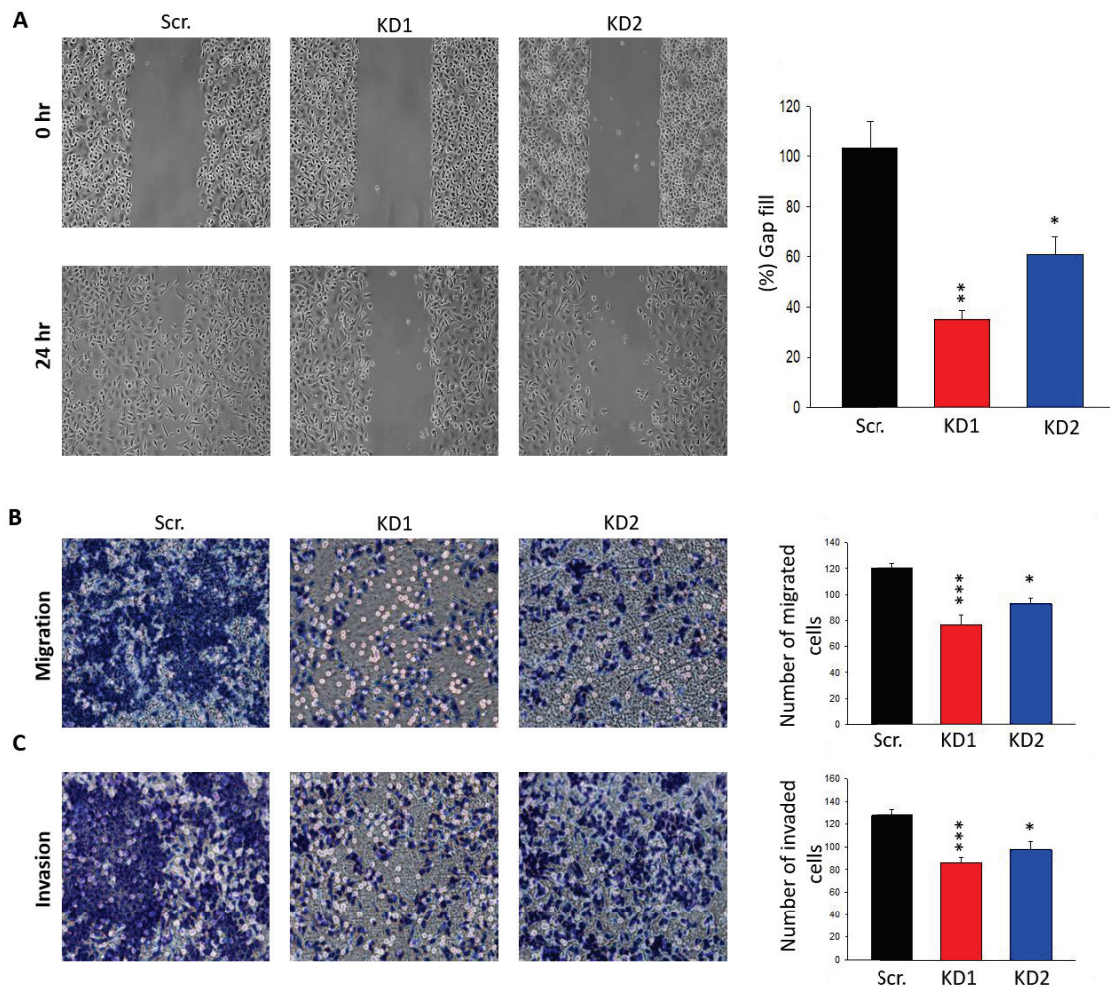 A
Scr.
KD1
KD2
0 hr
24 hr
(%) Gap fill
120
100
80
60
40
20
0
**
*
Scr.
KD1
KD2
B
Scr.
KD1
KD2
Migration
Number of migrated
cells
140
120
100
80
60
40
20
0
***
*
Scr.
KD1
KD2
C
Invasion
Number of invaded
cells
160
140
120
100
80
60
40
20
0
***
*
Scr.
KD1
KD2